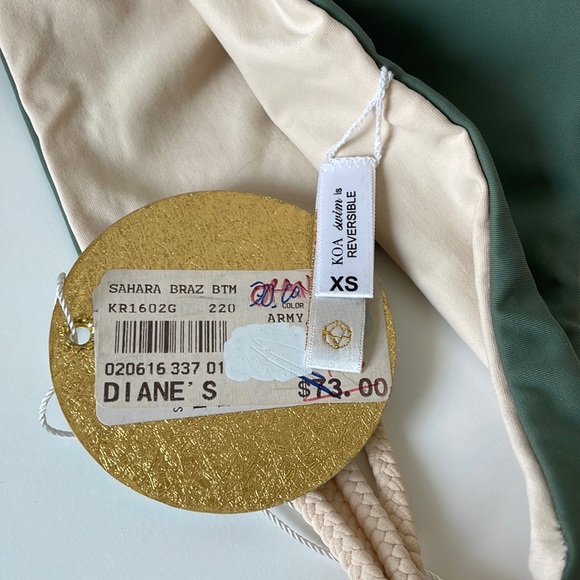 KOA swim is
REVERSIBLE
XS
SAHARA BRAZ BTM
KR1602G 220 COLOR
ARMY
020616 337 01
DIANE'S $73.00